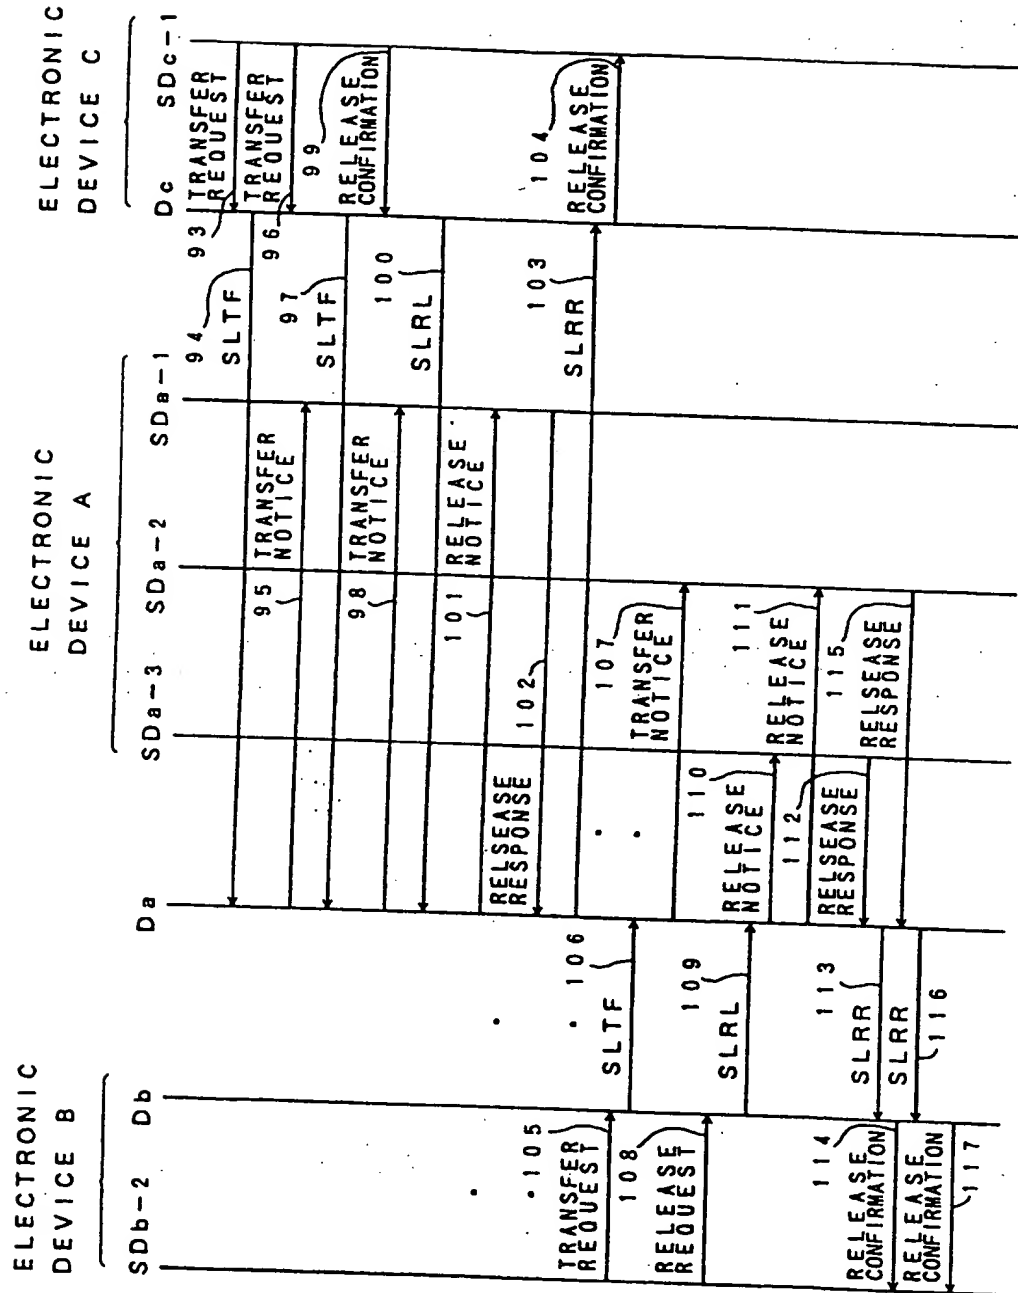 ELECTRONIC
DEVICE B
ELECTRONIC
DEVICE A
ELECTRONIC
DEVICE C
SDb-2
Db
Da
SDa-3
SDa-2
SDa-1
Dc
SDc-1
93
TRANSFER
REQUEST
94
SLTF
95
TRANSFER
NOTICE
96
TRANSFER
REQUEST
97
SLTF
98
TRANSFER
NOTICE
99
RELEASE
CONFIRMATION
100
SLRL
101
RELEASE
NOTICE
102
RELSEASE
RESPONSE
103
SLRR
104
RELEASE
CONFIRMATION
105
TRANSFER
REQUEST
106
SLTF
107
TRANSFER
NOTICE
108
RELEASE
REQUEST
109
SLRL
110
RELEASE
NOTICE
111
RELEASE
NOTICE
112
RELSEASE
RESPONSE
113
SLRR
114
RELEASE
CONFIRMATION
115
RELSEASE
RESPONSE
116
SLRR
117
RELEASE
CONFIRMATION